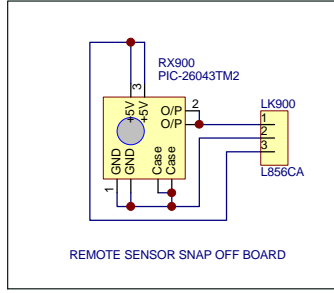 RX900
PIC-26043TM2
3
+5V
+5V
O/P
2
O/P
GND
GND
Case
Case
1
LK900
1
2
3
L856CA
REMOTE SENSOR SNAP OFF BOARD